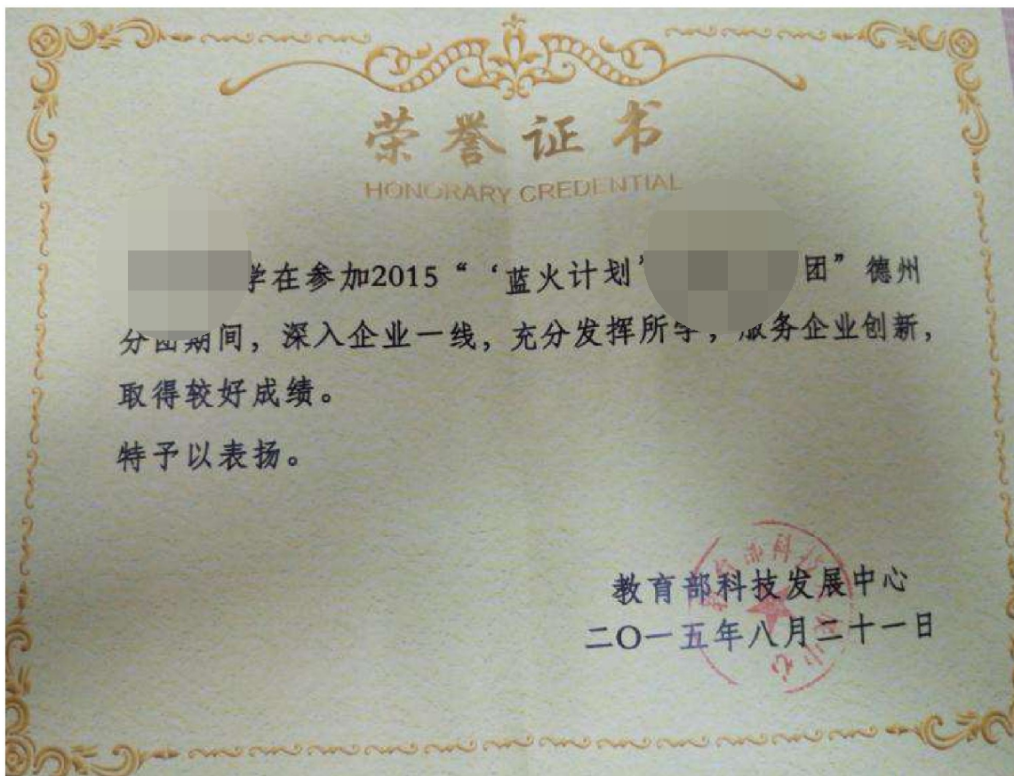 荣誉证书
HONORARY CREDENTIAL
学在参加2015“‘蓝火计划’团”德州
分团期间，深入企业一线，充分发挥所学，服务企业创新，
取得较好成绩。
特予以表扬。
教育部科技发展中心
二〇一五年八月二十一日